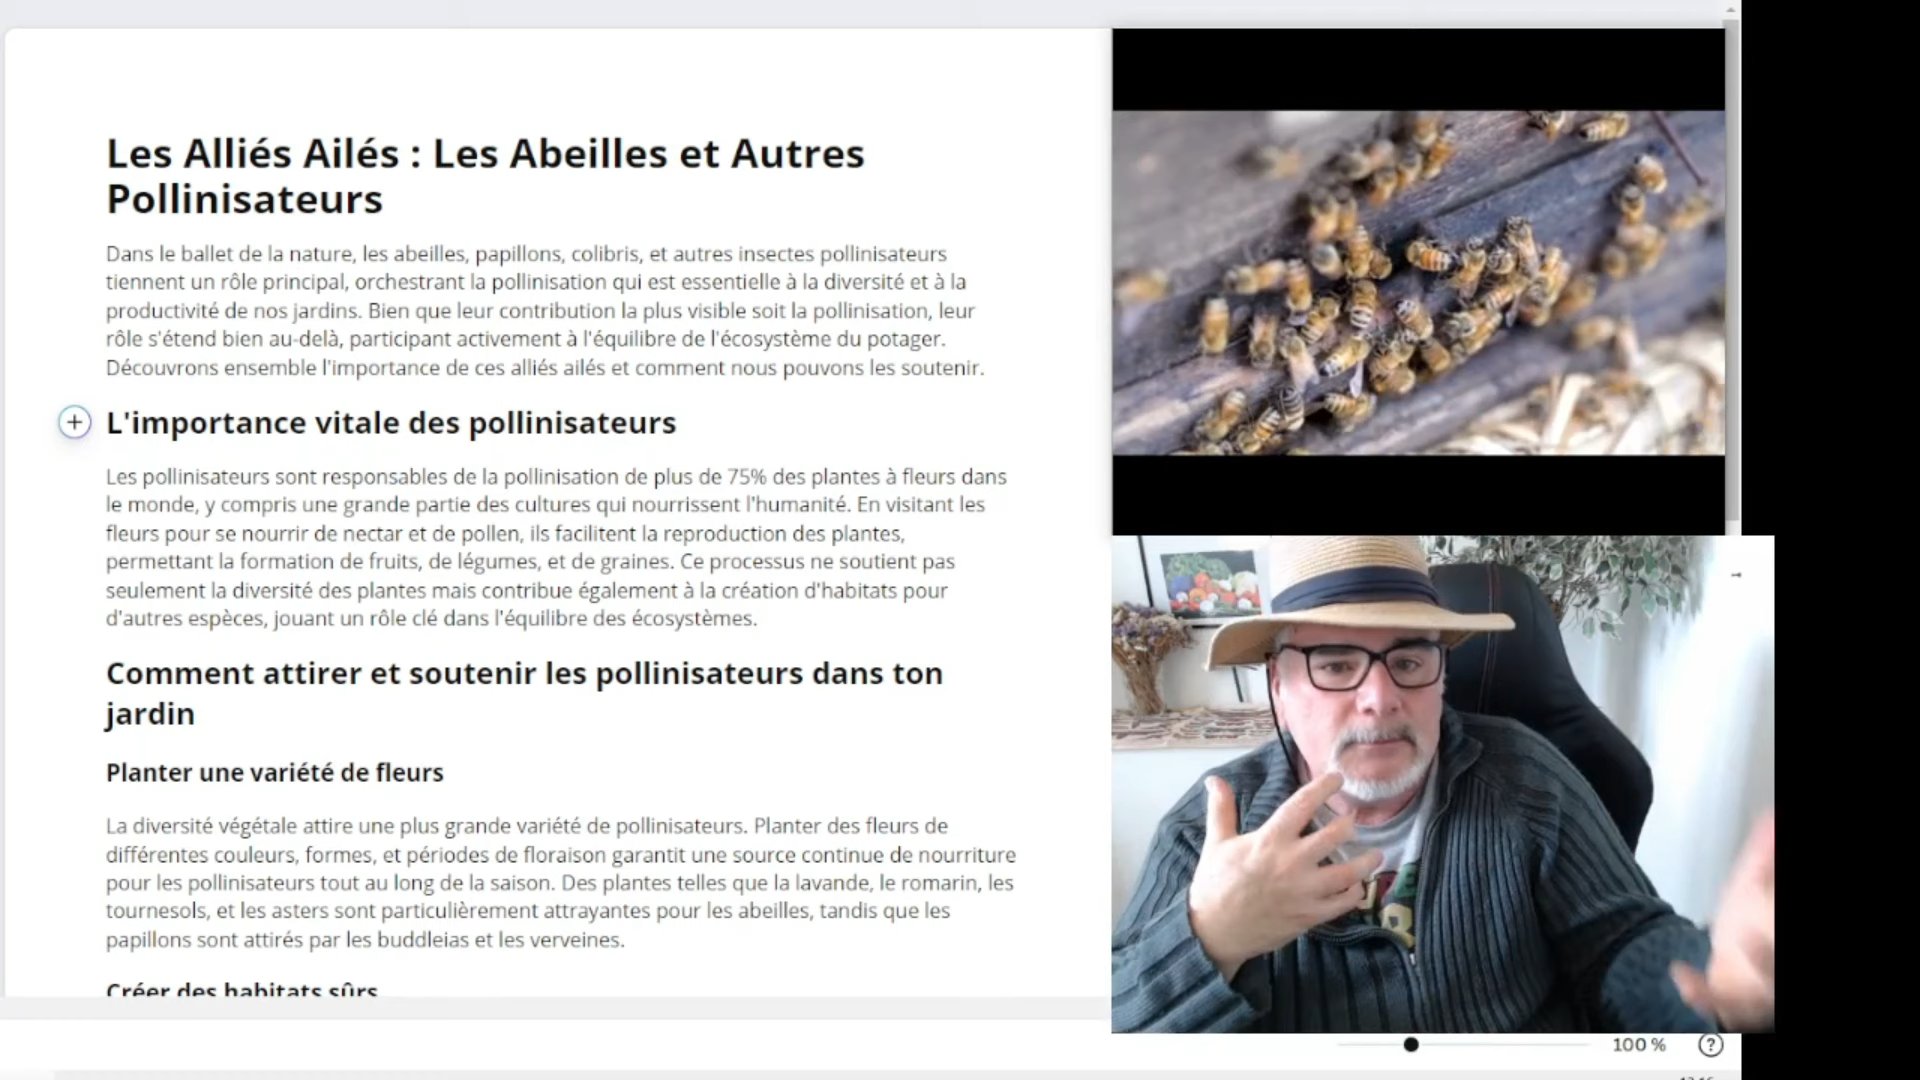 Les Alliés Ailés : Les Abeilles et Autres
Pollinisateurs
Dans le ballet de la nature, les abeilles, papillons, colibris, et autres insectes pollinisateurs
tiennent un rôle principal, orchestrant la pollinisation qui est essentielle à la diversité et à la
productivité de nos jardins. Bien que leur contribution la plus visible soit la pollinisation, leur
rôle s'étend bien au-delà, participant activement à l'équilibre de l'écosystème du potager.
Découvrons ensemble l'importance de ces alliés ailés et comment nous pouvons les soutenir.
L'importance vitale des pollinisateurs
Les pollinisateurs sont responsables de la pollinisation de plus de 75% des plantes à fleurs dans
le monde, y compris une grande partie des cultures qui nourrissent l'humanité. En visitant les
fleurs pour se nourrir de nectar et de pollen, ils facilitent la reproduction des plantes,
permettant la formation de fruits, de légumes, et de graines. Ce processus ne soutient pas
seulement la diversité des plantes mais contribue également à la création d'habitats pour
d'autres espèces, jouant un rôle clé dans l'équilibre des écosystèmes.
Comment attirer et soutenir les pollinisateurs dans ton
jardin
Planter une variété de fleurs
La diversité végétale attire une plus grande variété de pollinisateurs. Planter des fleurs de
différentes couleurs, formes, et périodes de floraison garantit une source continue de nourriture
pour les pollinisateurs tout au long de la saison. Des plantes telles que la lavande, le romarin, les
tournesols, et les asters sont particulièrement attrayantes pour les abeilles, tandis que les
papillons sont attirés par les buddleias et les verveines.
Créer des habitats sûrs
100 %